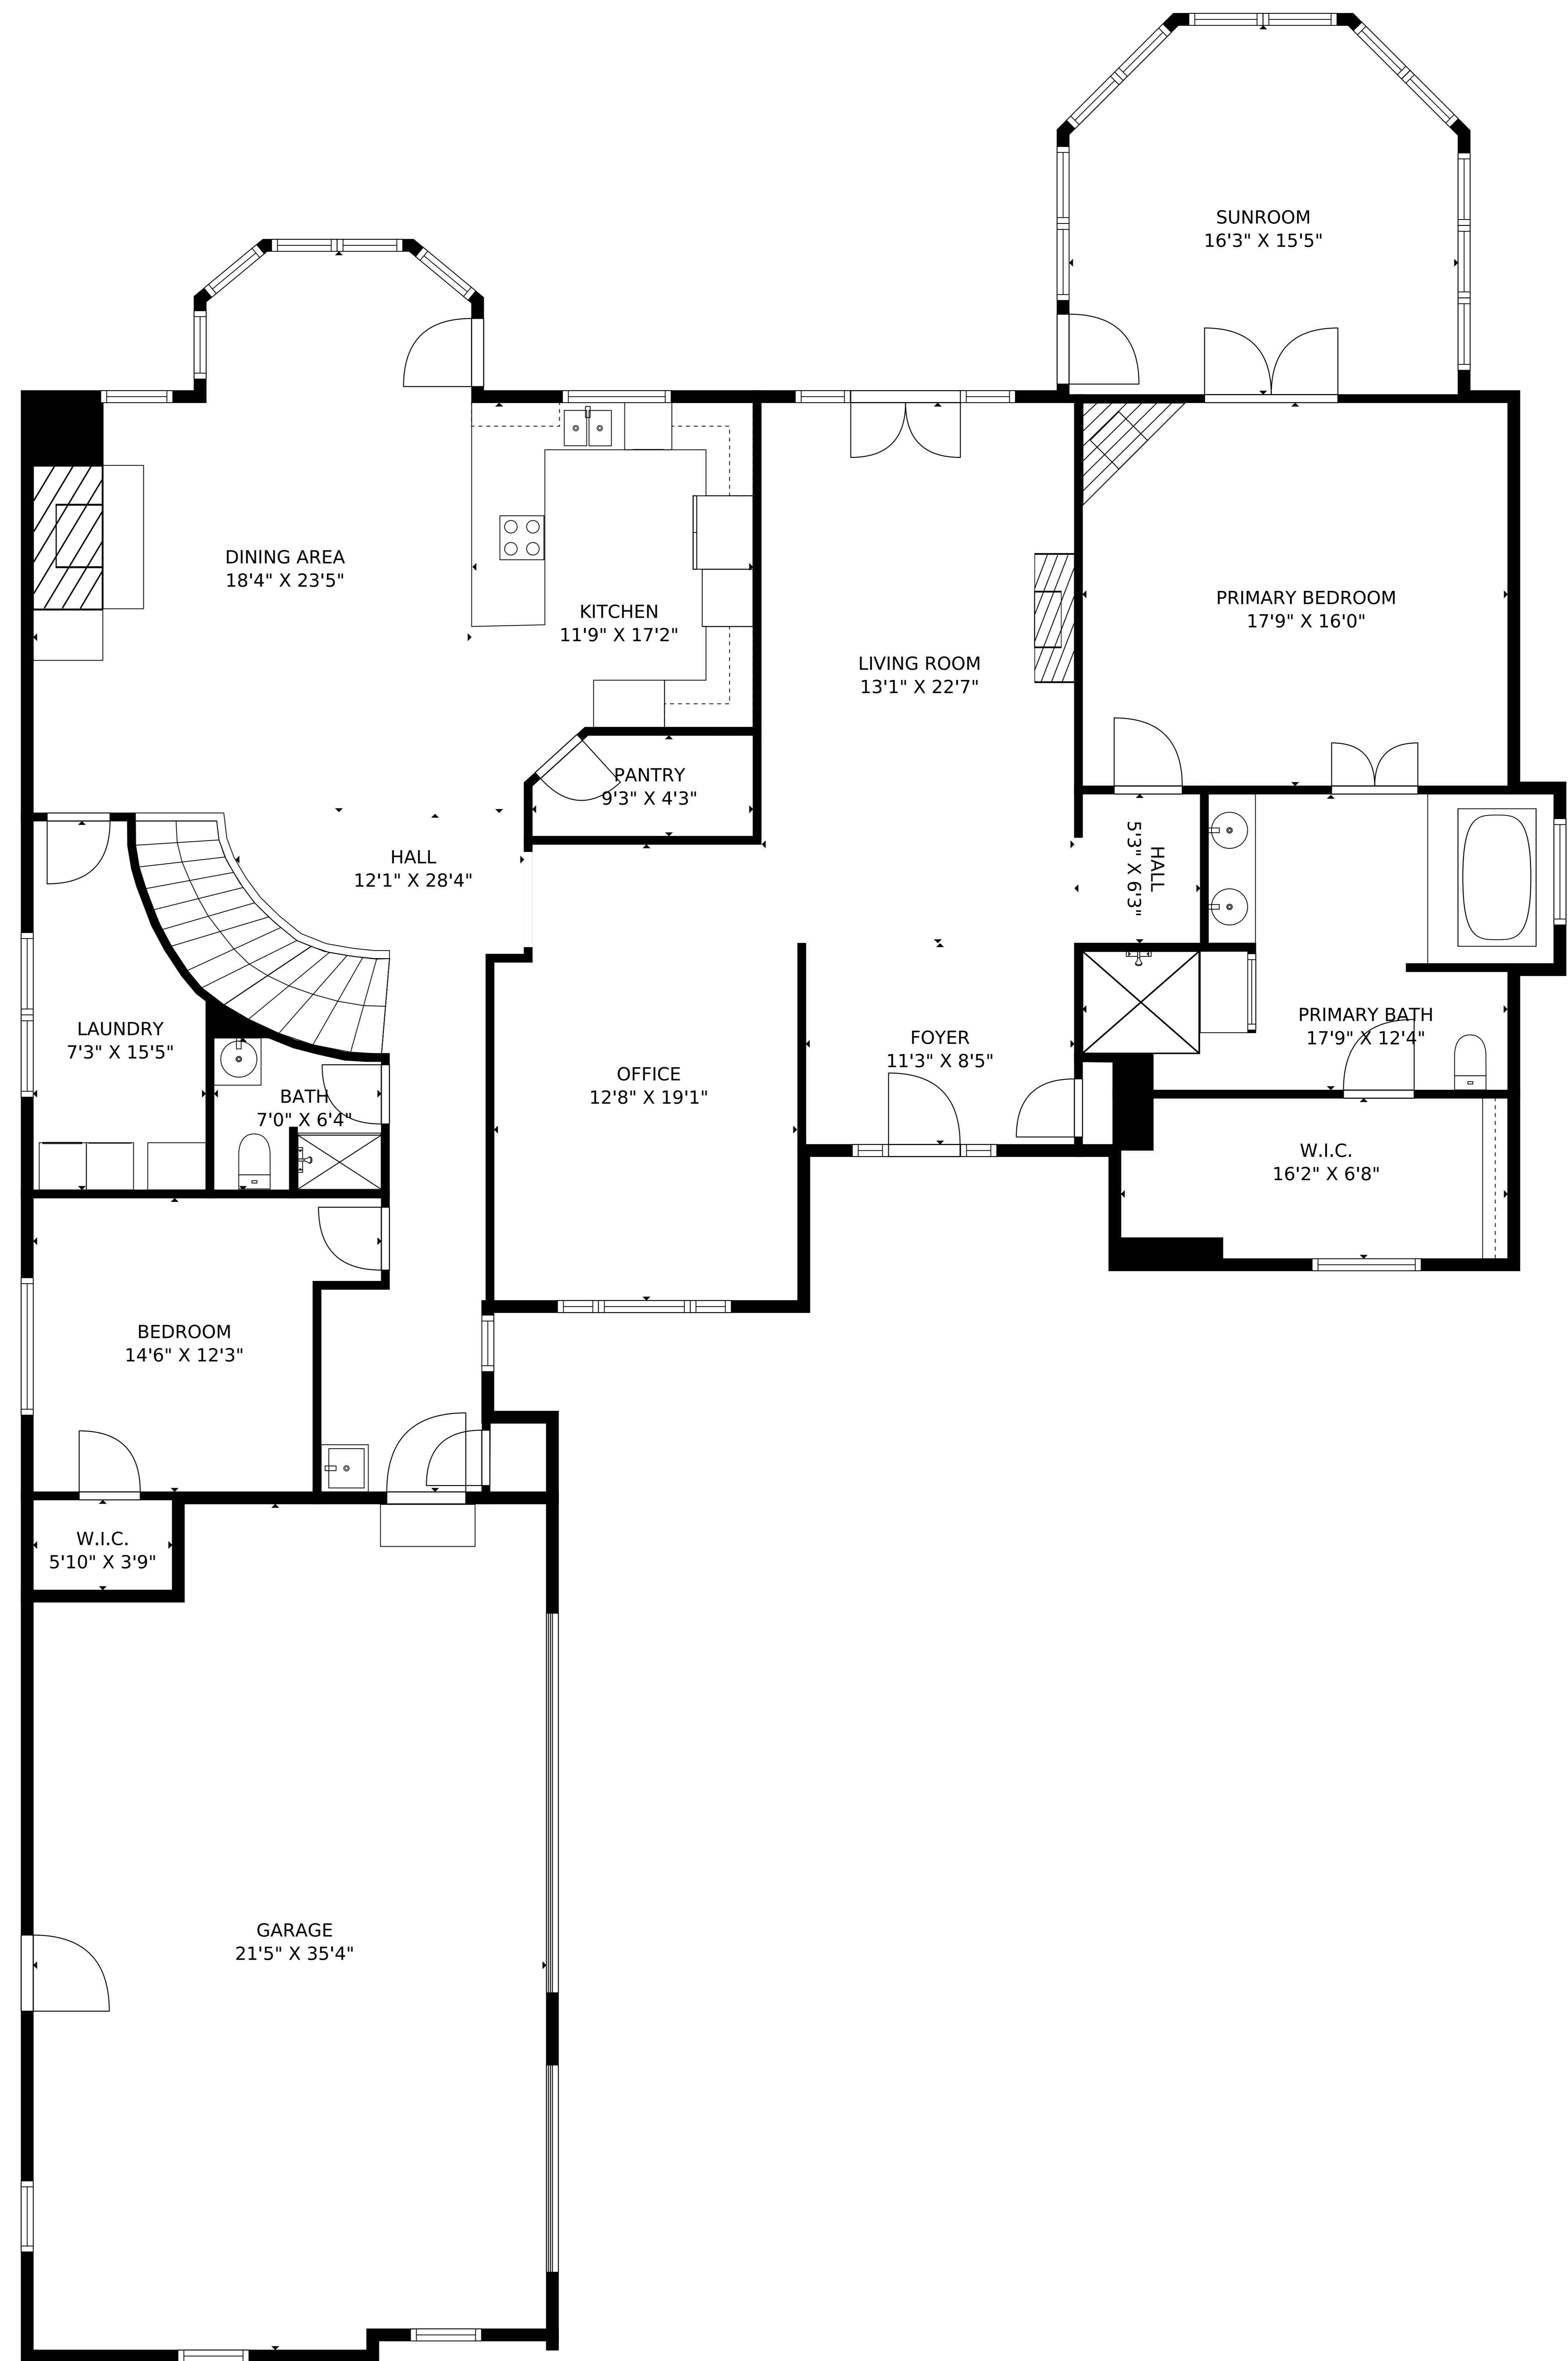 SUNROOM
16'3" X 15'5"
DINING AREA
18'4" X 23'5"
KITCHEN
11'9" X 17'2"
PRIMARY BEDROOM
17'9" X 16'0"
LIVING ROOM
13'1" X 22'7"
PANTRY
9'3" X 4'3"
HALL
12'1" X 28'4"
HALL
5'3" X 6'3"
LAUNDRY
7'3" X 15'5"
PRIMARY BATH
17'9" X 12'4"
FOYER
11'3" X 8'5"
OFFICE
12'8" X 19'1"
BATH
7'0" X 6'4"
W.I.C.
16'2" X 6'8"
BEDROOM
14'6" X 12'3"
W.I.C.
5'10" X 3'9"
GARAGE
21'5" X 35'4"